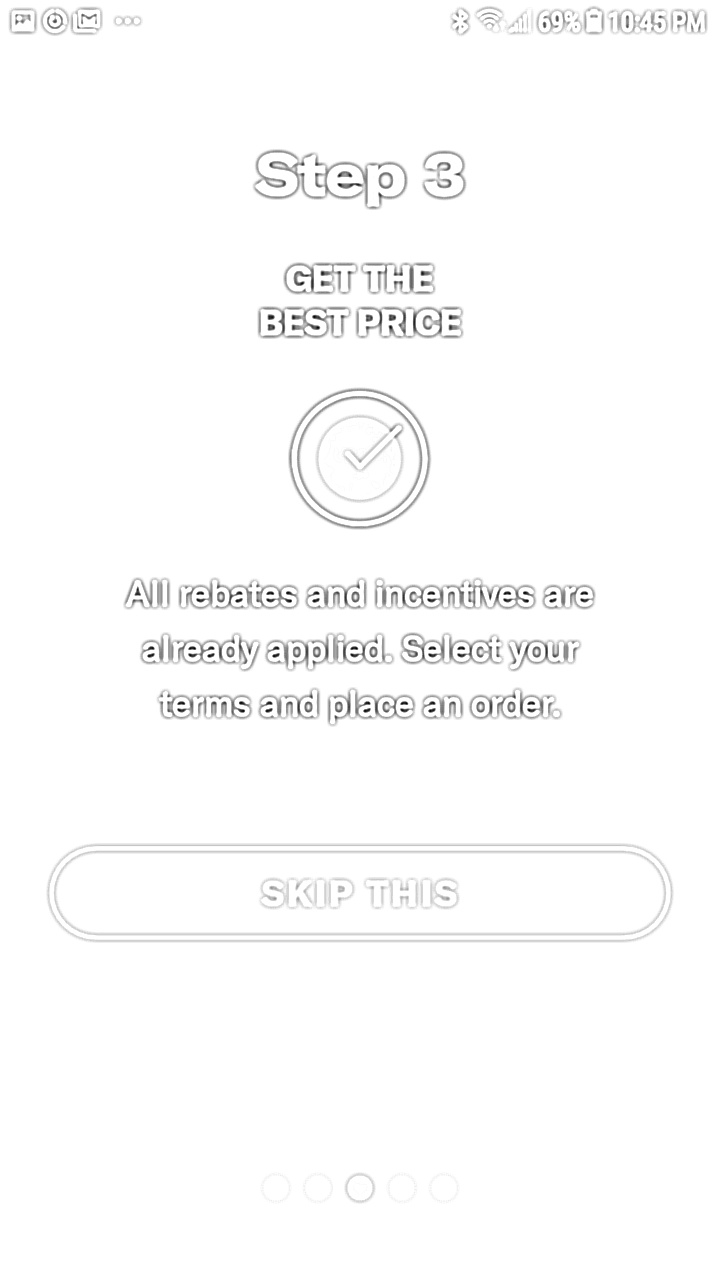 69% 10:45 PM
Step 3
GET THE
BEST PRICE
All rebates and incentives are
already applied. Select your
terms and place an order.
SKIP THIS